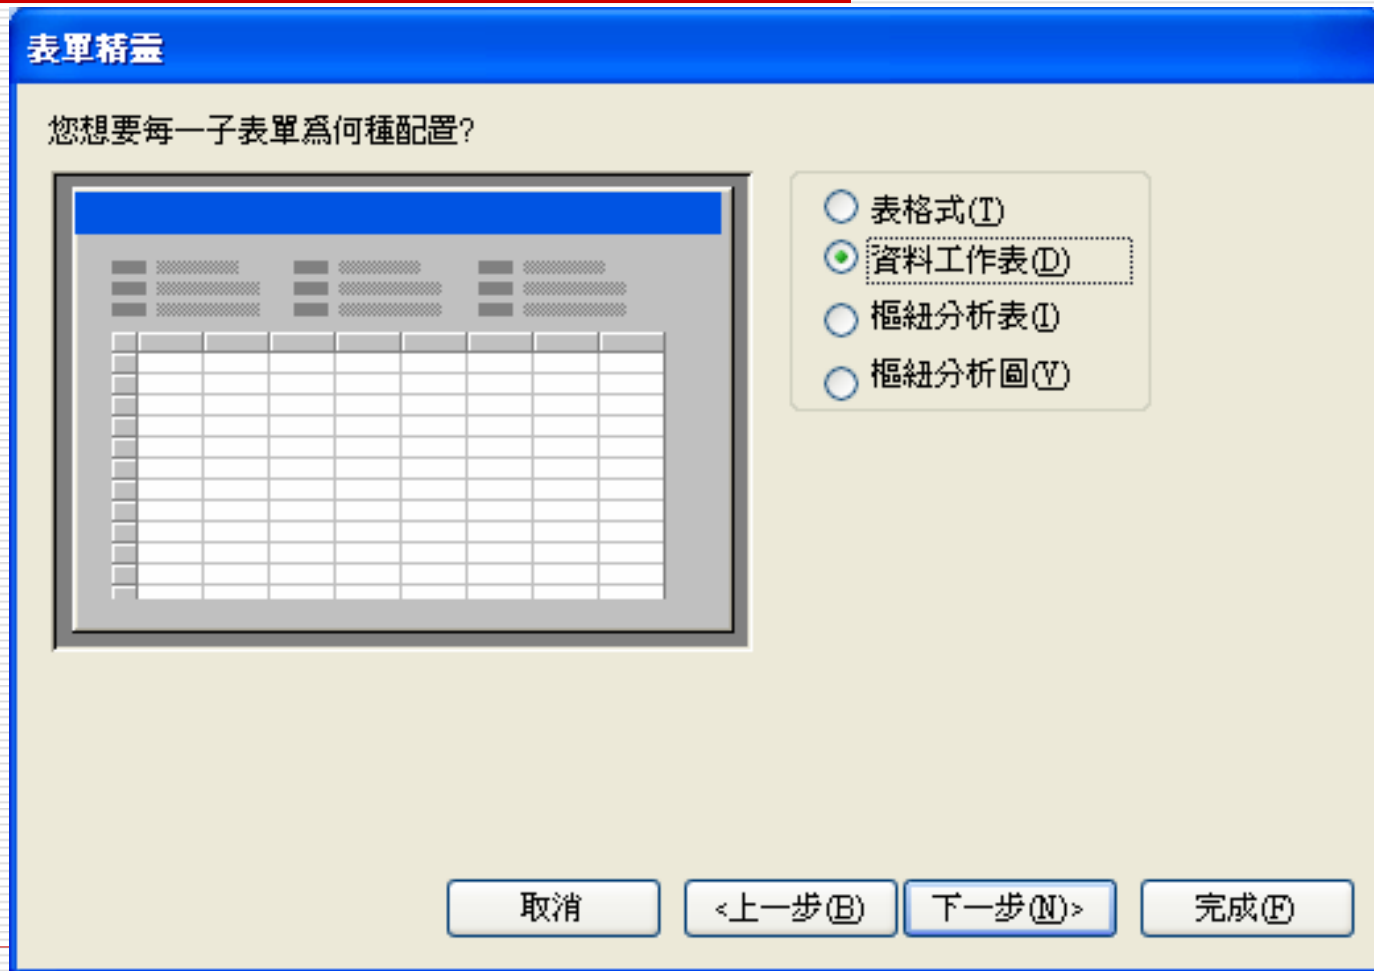 表單精靈
您想要每一子表單爲何種配置?
表格式(T)
資料工作表(D)
樞紐分析表(I)
樞紐分析圖(V)
取消
<上一步(B)
下一步(N)>
完成(F)